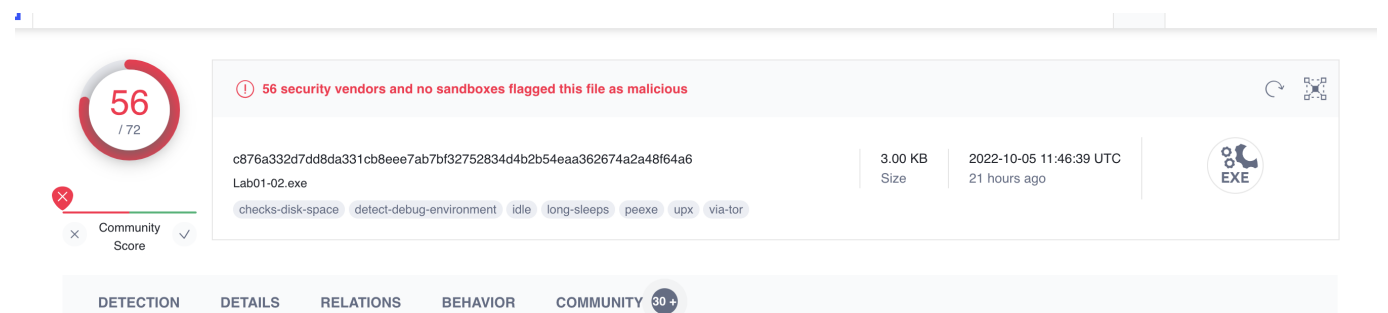 56
/ 72
Community
Score
56 security vendors and no sandboxes flagged this file as malicious
c876a332d7dd8da331cb8eee7ab7bf32752834d4b2b54eaa362674a2a48f64a6
Lab01-02.exe
checks-disk-space detect-debug-environment idle long-sleeps peexe upx via-tor
3.00 KB
Size
2022-10-05 11:46:39 UTC
21 hours ago
EXE
DETECTION DETAILS RELATIONS BEHAVIOR COMMUNITY 30 +